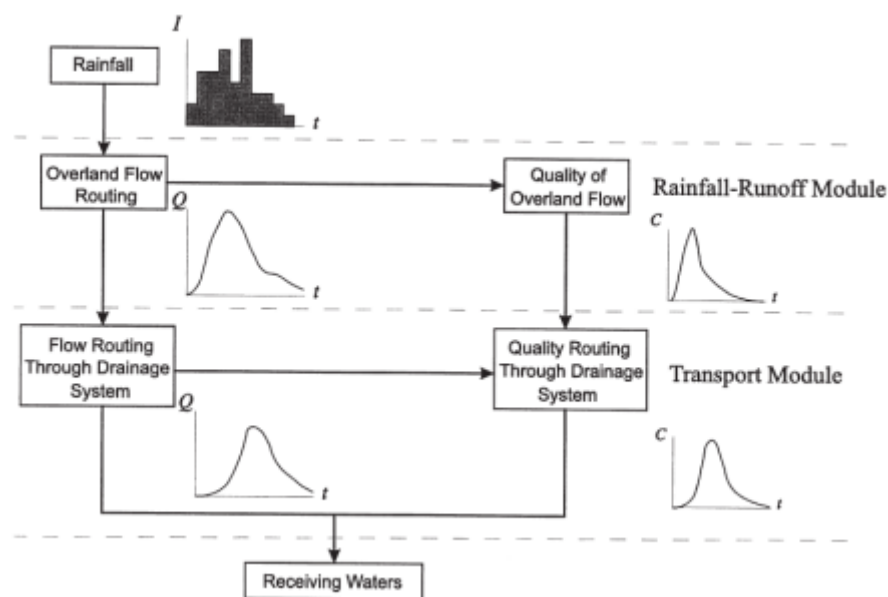 I
Rainfall
t
Overland Flow
Routing
Quality of
Overland Flow
Rainfall-Runoff Module
Q
C
t
t
Flow Routing
Through Drainage
System
Quality Routing
Through Drainage
System
Transport Module
Q
C
t
t
Receiving Waters